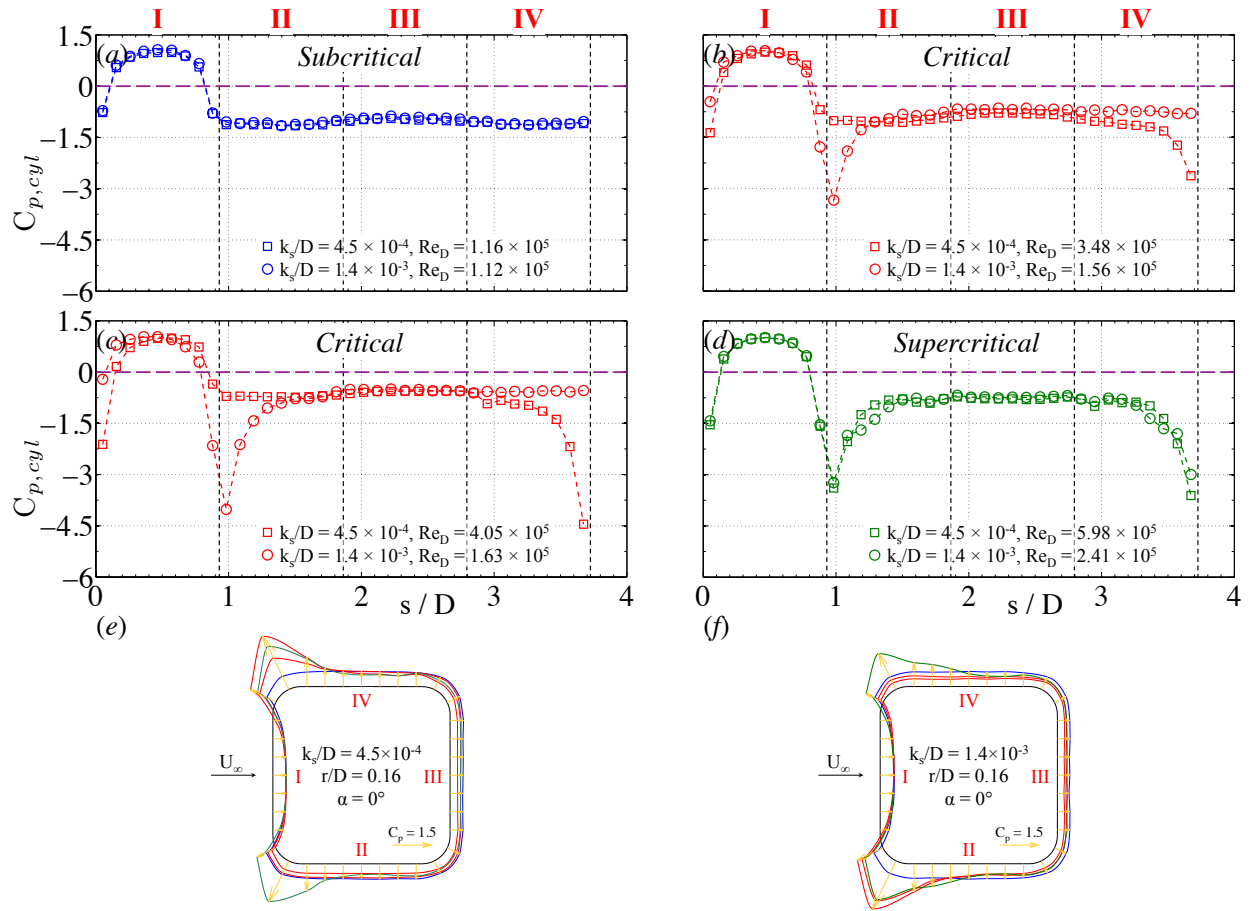 I II III IV I II III IV
(a) Subcritical
(b) Critical
1.5
0
−1.5
−3
−4.5
−6
C_{p,cyl}
k_s/D = 4.5 × 10^{-4}, Re_D = 1.16 × 10^5
k_s/D = 1.4 × 10^{-3}, Re_D = 1.12 × 10^5
k_s/D = 4.5 × 10^{-4}, Re_D = 3.48 × 10^5
k_s/D = 1.4 × 10^{-3}, Re_D = 1.56 × 10^5
(c) Critical
(d) Supercritical
1.5
0
−1.5
−3
−4.5
−6
C_{p,cyl}
k_s/D = 4.5 × 10^{-4}, Re_D = 4.05 × 10^5
k_s/D = 1.4 × 10^{-3}, Re_D = 1.63 × 10^5
k_s/D = 4.5 × 10^{-4}, Re_D = 5.98 × 10^5
k_s/D = 1.4 × 10^{-3}, Re_D = 2.41 × 10^5
0 1 2 3 4 0 1 2 3 4
s / D s / D
(e)
IV
k_s/D = 4.5×10^{-4}
U_∞
I r/D = 0.16 III
α = 0°
C_p = 1.5
II
(f)
IV
k_s/D = 1.4×10^{-3}
U_∞
I r/D = 0.16 III
α = 0°
C_p = 1.5
II